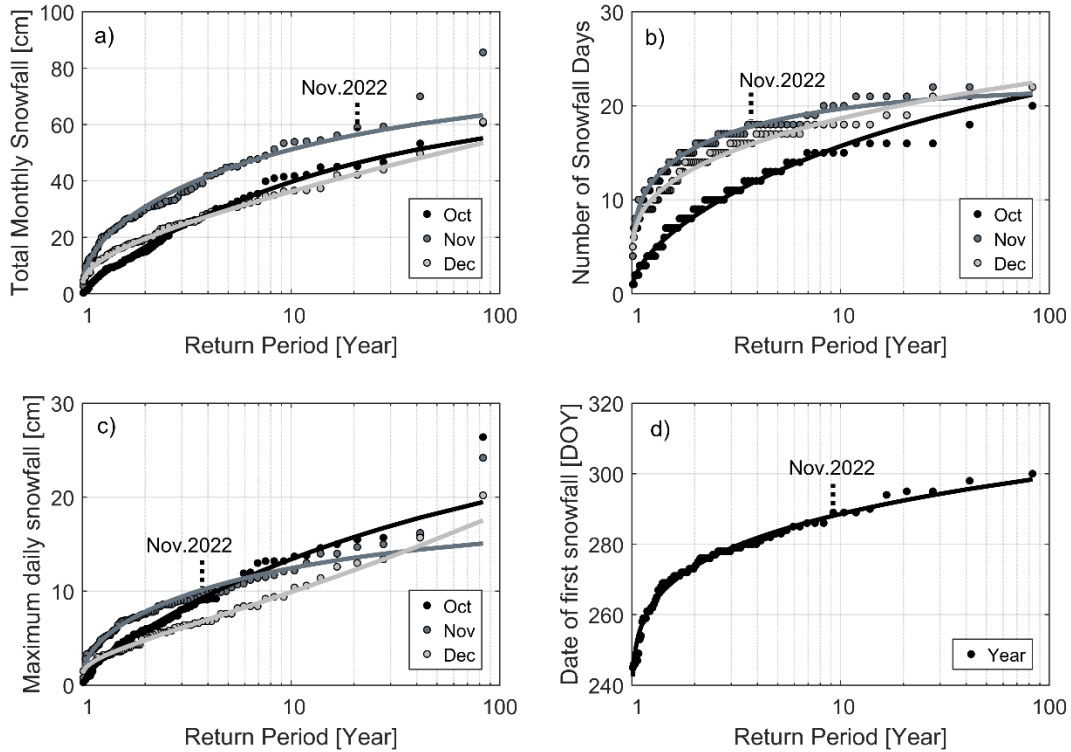 a)
Total Monthly Snowfall [cm]
100
80
60
40
20
0
Nov.2022
Oct
Nov
Dec
1
10
100
Return Period [Year]
b)
Number of Snowfall Days
30
20
10
0
Nov.2022
Oct
Nov
Dec
1
10
100
Return Period [Year]
c)
Maximum daily snowfall [cm]
30
20
10
0
Nov.2022
Oct
Nov
Dec
1
10
100
Return Period [Year]
d)
Date of first snowfall [DOY]
320
300
280
260
240
Nov.2022
Year
1
10
100
Return Period [Year]